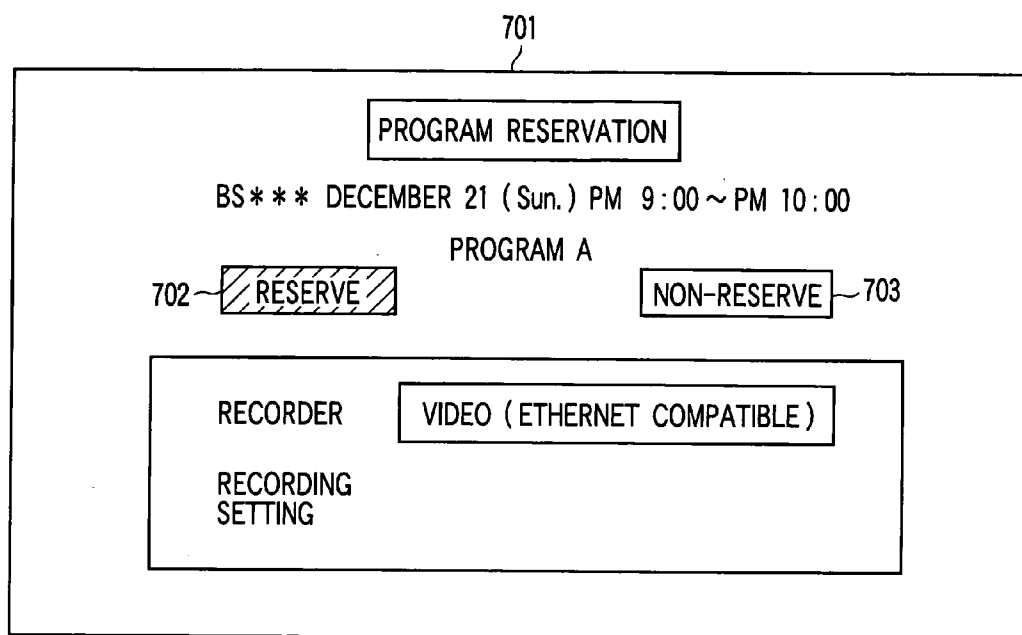 701
PROGRAM RESERVATION
BS*** DECEMBER 21 (Sun.) PM 9:00~PM 10:00
PROGRAM A
702 RESERVE NON-RESERVE 703
RECORDER VIDEO (ETHERNET COMPATIBLE)
RECORDING
SETTING